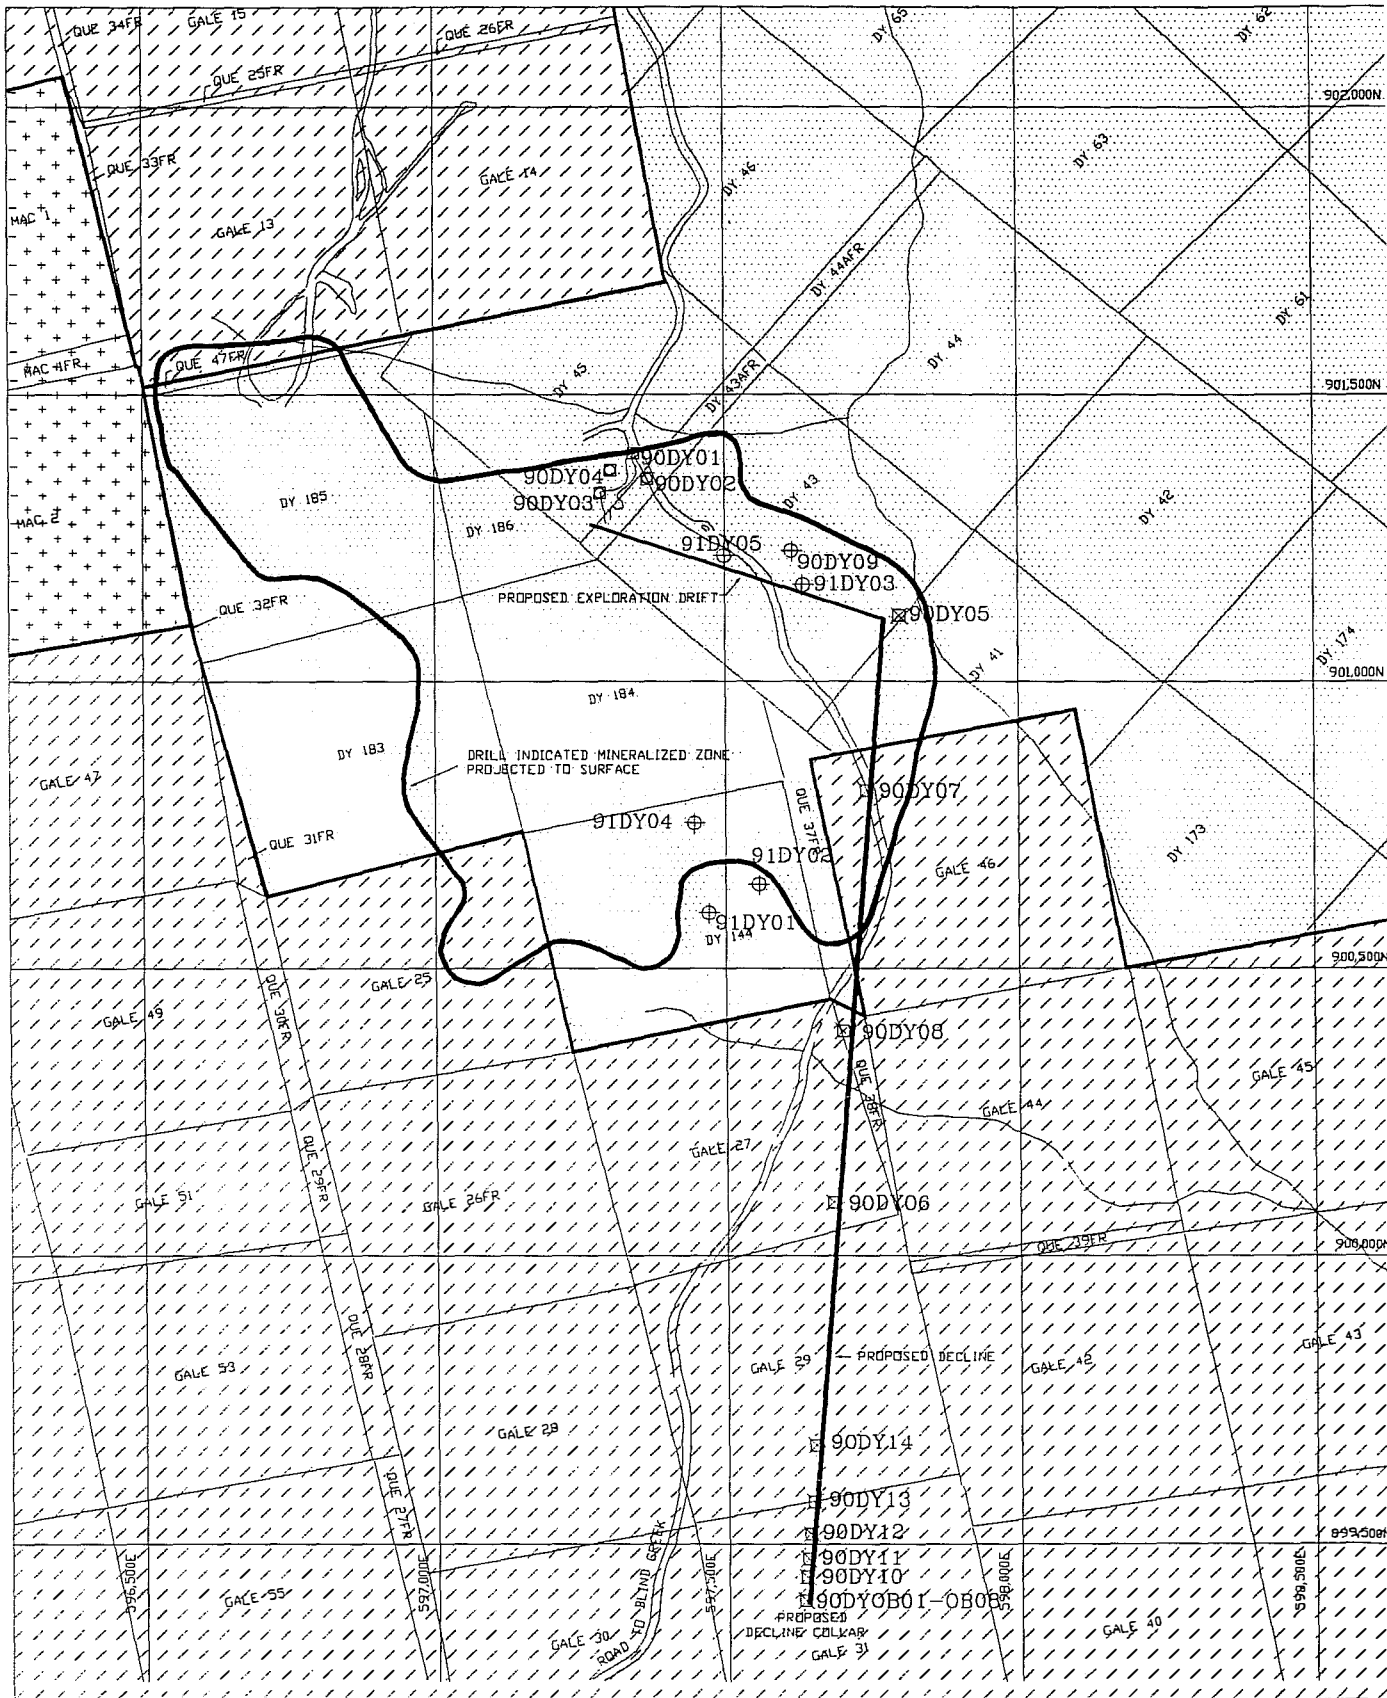 QUE 34FR
GALE 15
QUE 26FR
DY 65
DY 62
QUE 25FR
902,000N
QUE 33FR
GALE 14
DY 46
DY 63
MAC 1
GALE 13
DY 44AFR
DY 61
MAC 1FR
QUE 47FR
DY 45
DY 43AFR
DY 44
901,500N
90DY01
90DY04
90DY02
90DY03
DY 185
DY 186
DY 43
DY 42
MAC 2
91DY05
90DY09
91DY03
PROPOSED EXPLORATION DRIFT
QUE 32FR
90DY05
DY 174
DY 41
901,000N
DY 184
DY 183
DRILL INDICATED MINERALIZED ZONE
PROJECTED TO SURFACE
GALE 47
90DY07
QUE 37FR
91DY04
QUE 31FR
91DY02
GALE 46
DY 173
91DY01
DY 144
900,500N
GALE 25
QUE 30FR
GALE 49
90DY08
QUE 38FR
GALE 45
GALE 44
GALE 27
QUE 29FR
GALE 51
GALE 26FR
90DY06
QUE 39FR
900,000N
QUE 28FR
GALE 53
GALE 29
PROPOSED DECLINE
GALE 42
GALE 43
GALE 28
90DY14
QUE 27FR
90DY13
90DY12
899,500N
90DY11
90DY10
596,500E
597,000E
597,500E
598,000E
598,500E
GALE 55
90DYOB01-OB08
PROPOSED
DECLINE COLLAR
GALE 30
ROAD TO BLIND CREEK
GALE 31
GALE 40